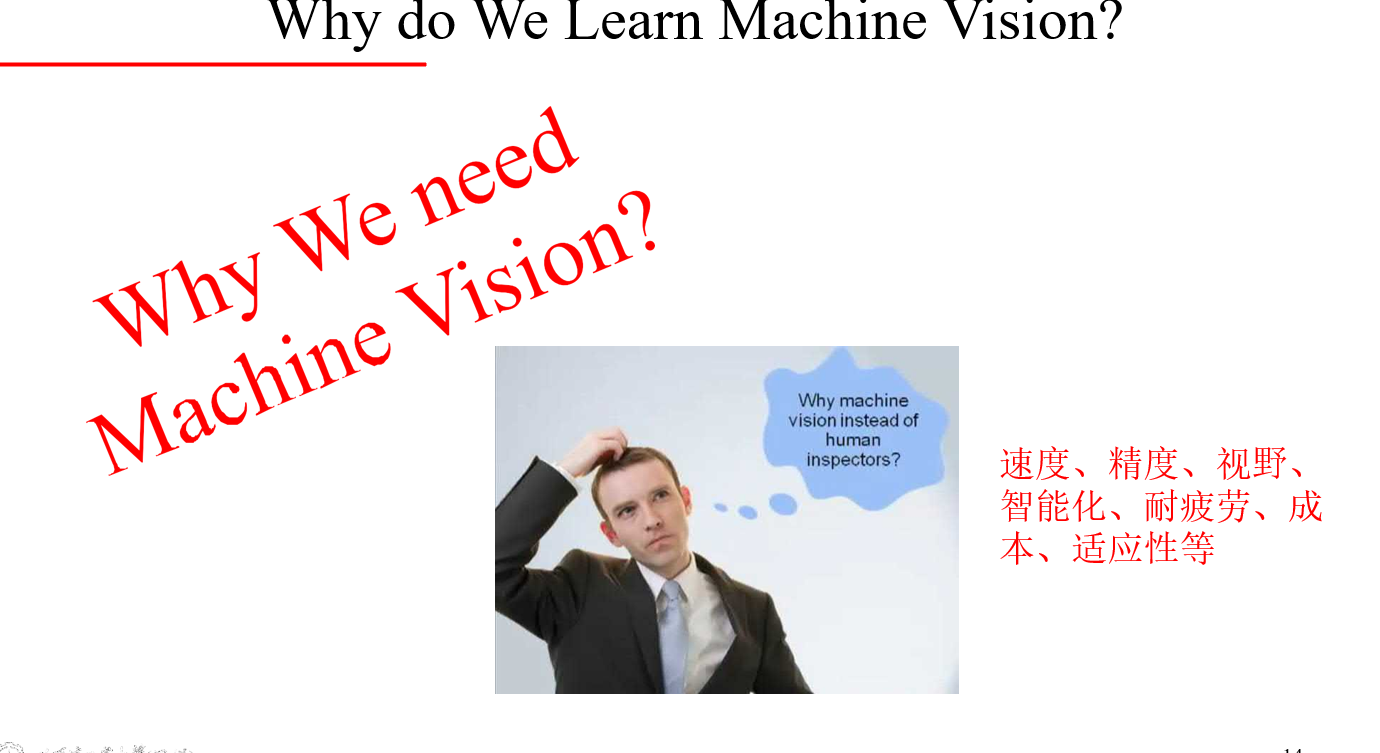 Why do We Learn Machine Vision?
Why We need
Machine Vision?
Why machine
vision instead of
human
inspectors?
速度、精度、视野、
智能化、耐疲劳、成
本、适应性等